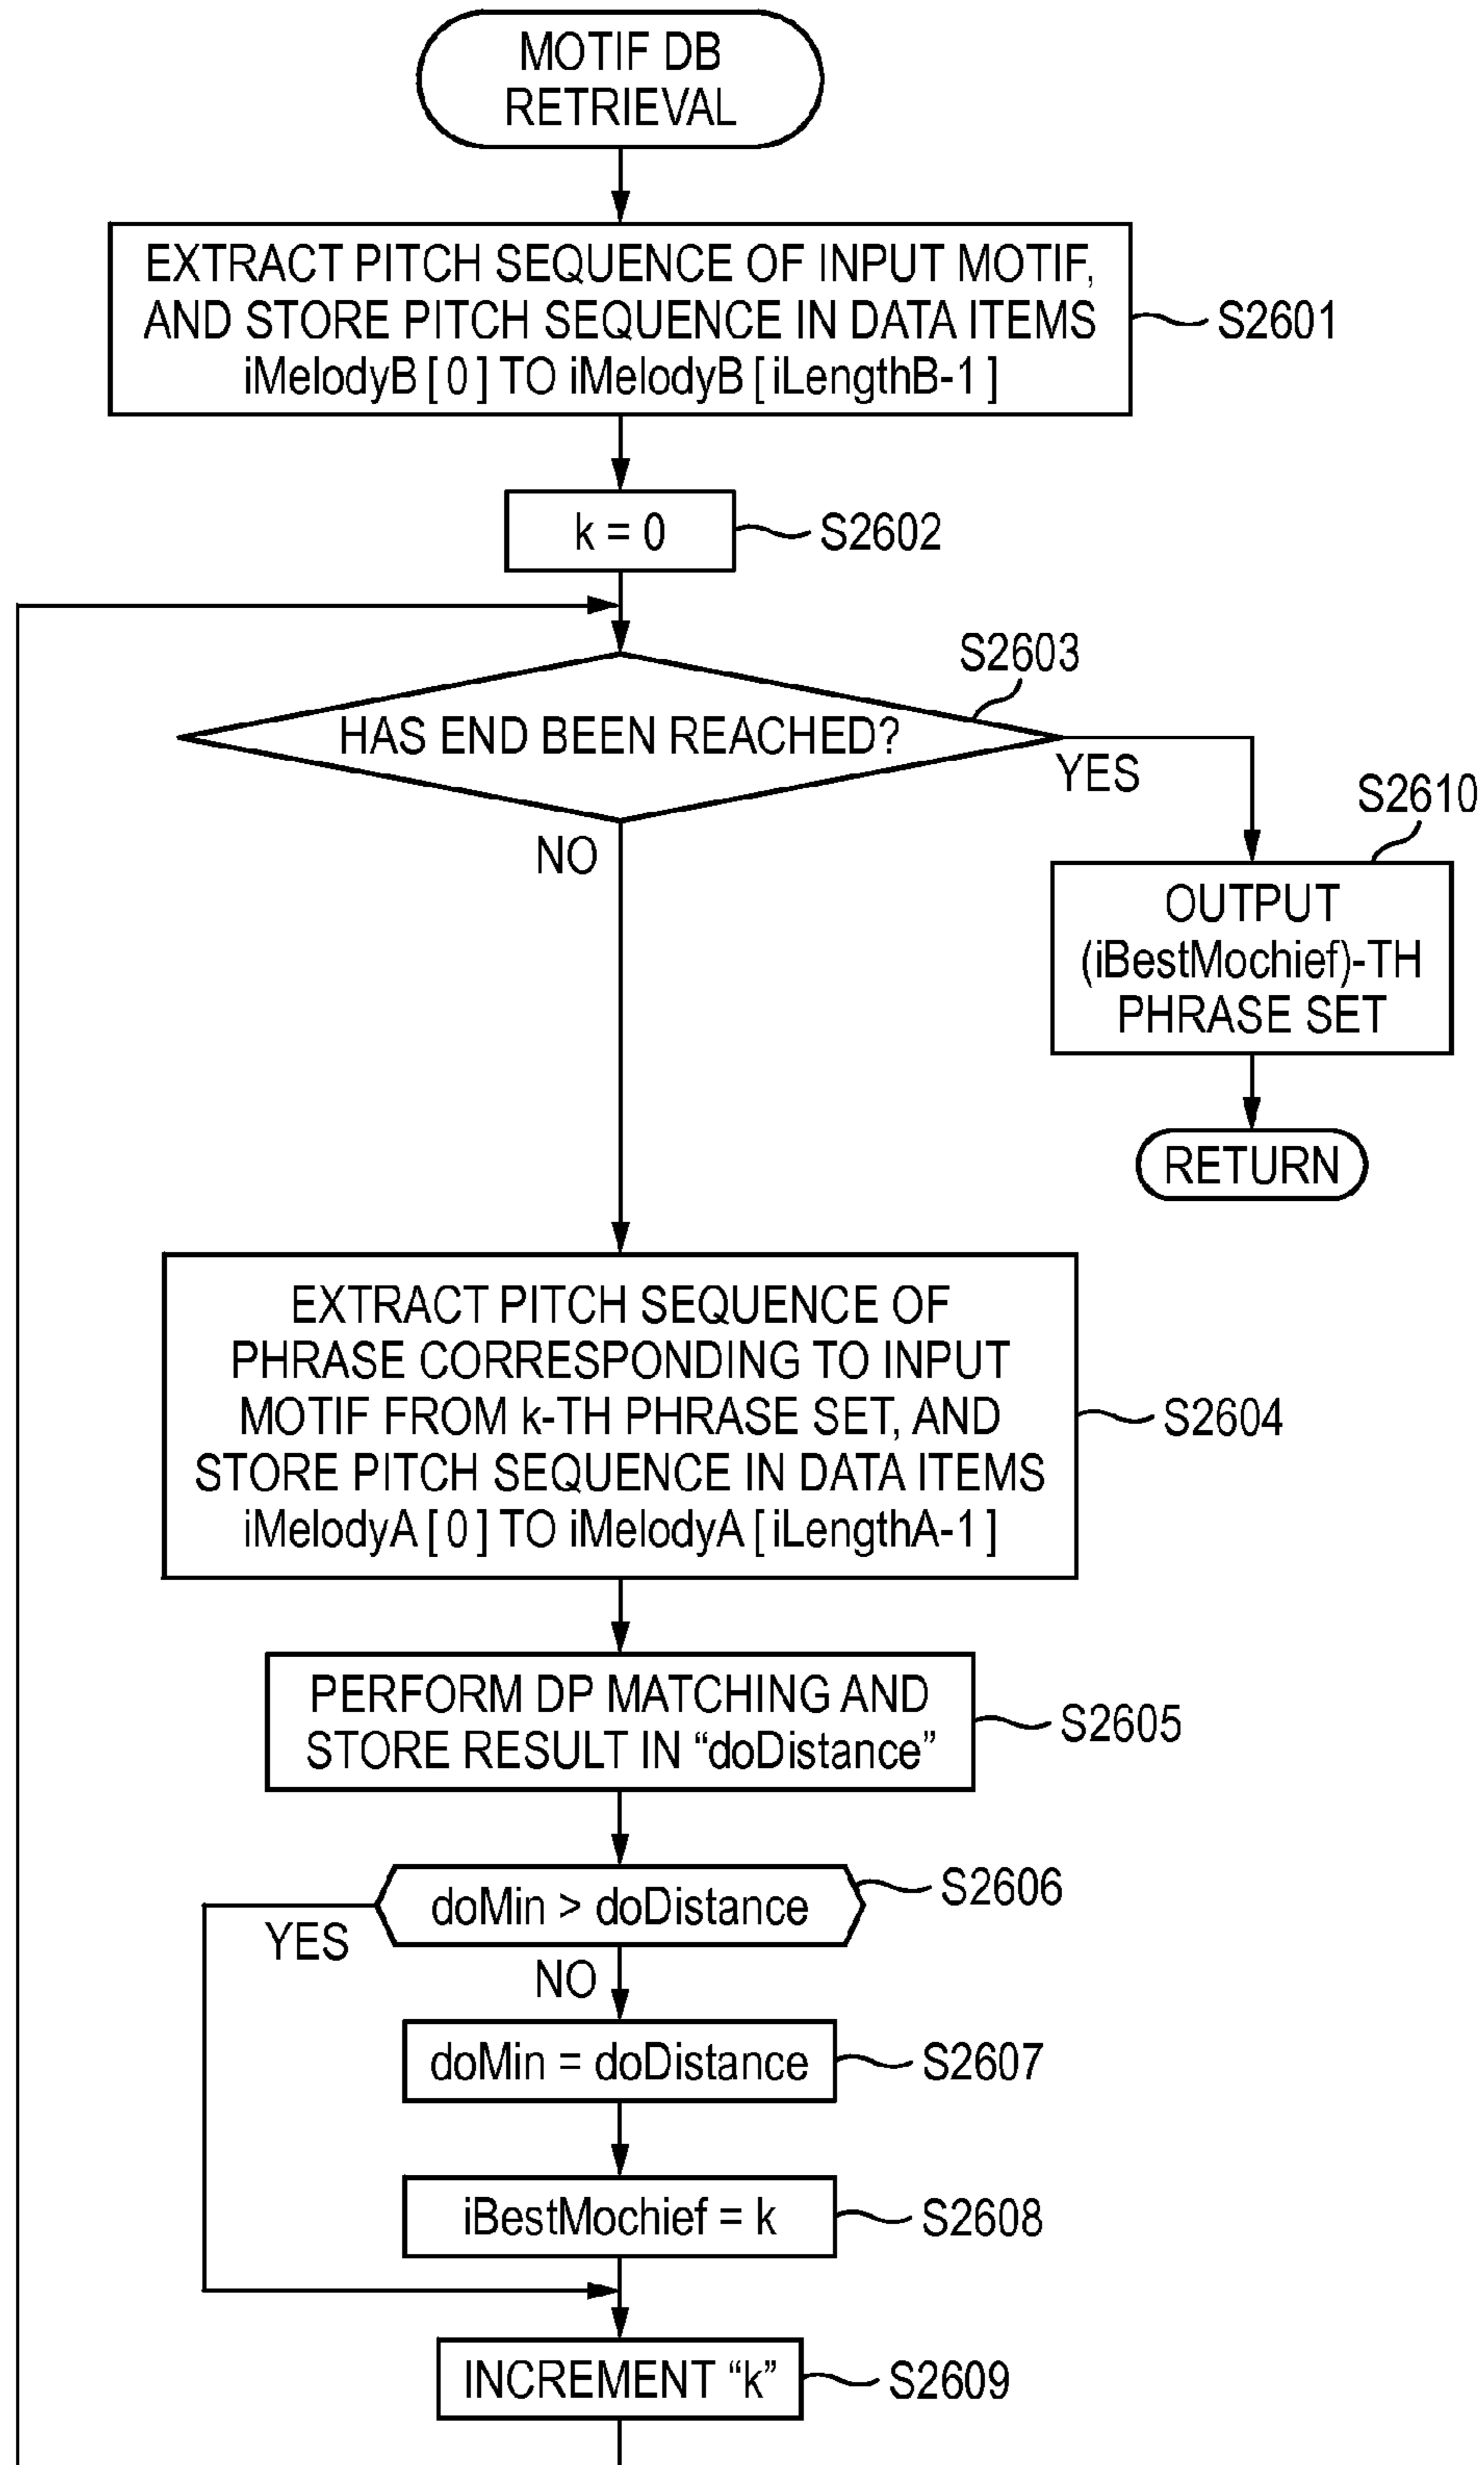 MOTIF DB
RETRIEVAL
EXTRACT PITCH SEQUENCE OF INPUT MOTIF,
AND STORE PITCH SEQUENCE IN DATA ITEMS
iMelodyB [ 0 ] TO iMelodyB [ iLengthB-1 ]
S2601
k = 0
S2602
S2603
HAS END BEEN REACHED?
YES
NO
S2610
OUTPUT
(iBestMochief)-TH
PHRASE SET
RETURN
EXTRACT PITCH SEQUENCE OF
PHRASE CORRESPONDING TO INPUT
MOTIF FROM k-TH PHRASE SET, AND
STORE PITCH SEQUENCE IN DATA ITEMS
iMelodyA [ 0 ] TO iMelodyA [ iLengthA-1 ]
S2604
PERFORM DP MATCHING AND
STORE RESULT IN “doDistance”
S2605
doMin > doDistance
S2606
YES
NO
doMin = doDistance
S2607
iBestMochief = k
S2608
INCREMENT “k”
S2609